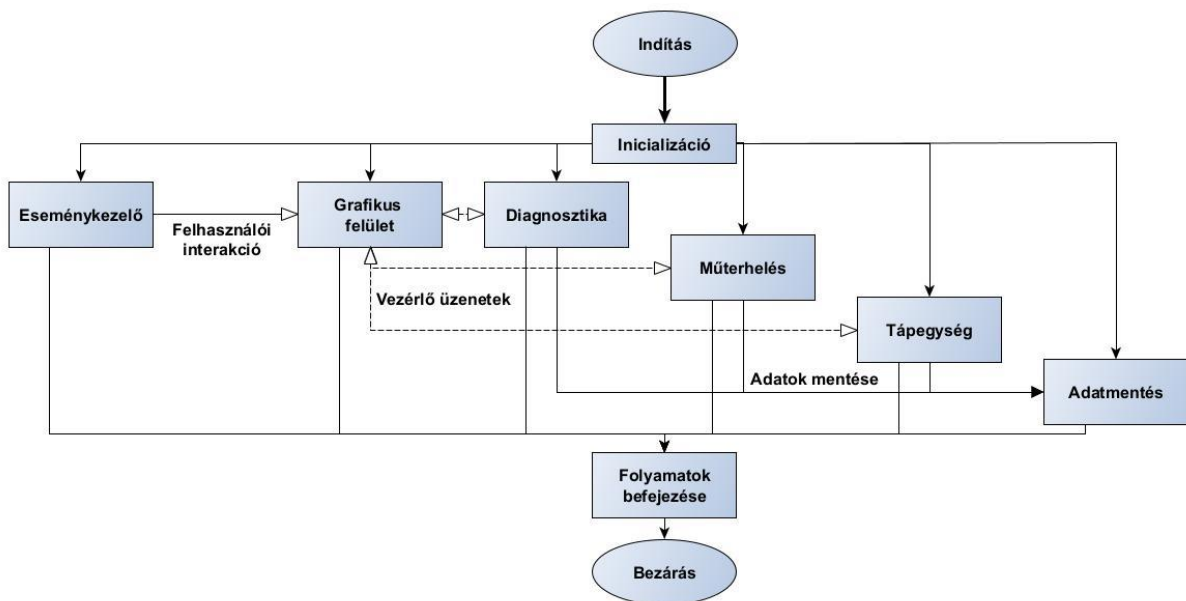 Indítás
Inicializáció
Eseménykezelő
Felhasználói
interakció
Grafikus
felület
Diagnosztika
Műterhelés
Vezérlő üzenetek
Tápegység
Adatok mentése
Adatmentés
Folyamatok
befejezése
Bezárás